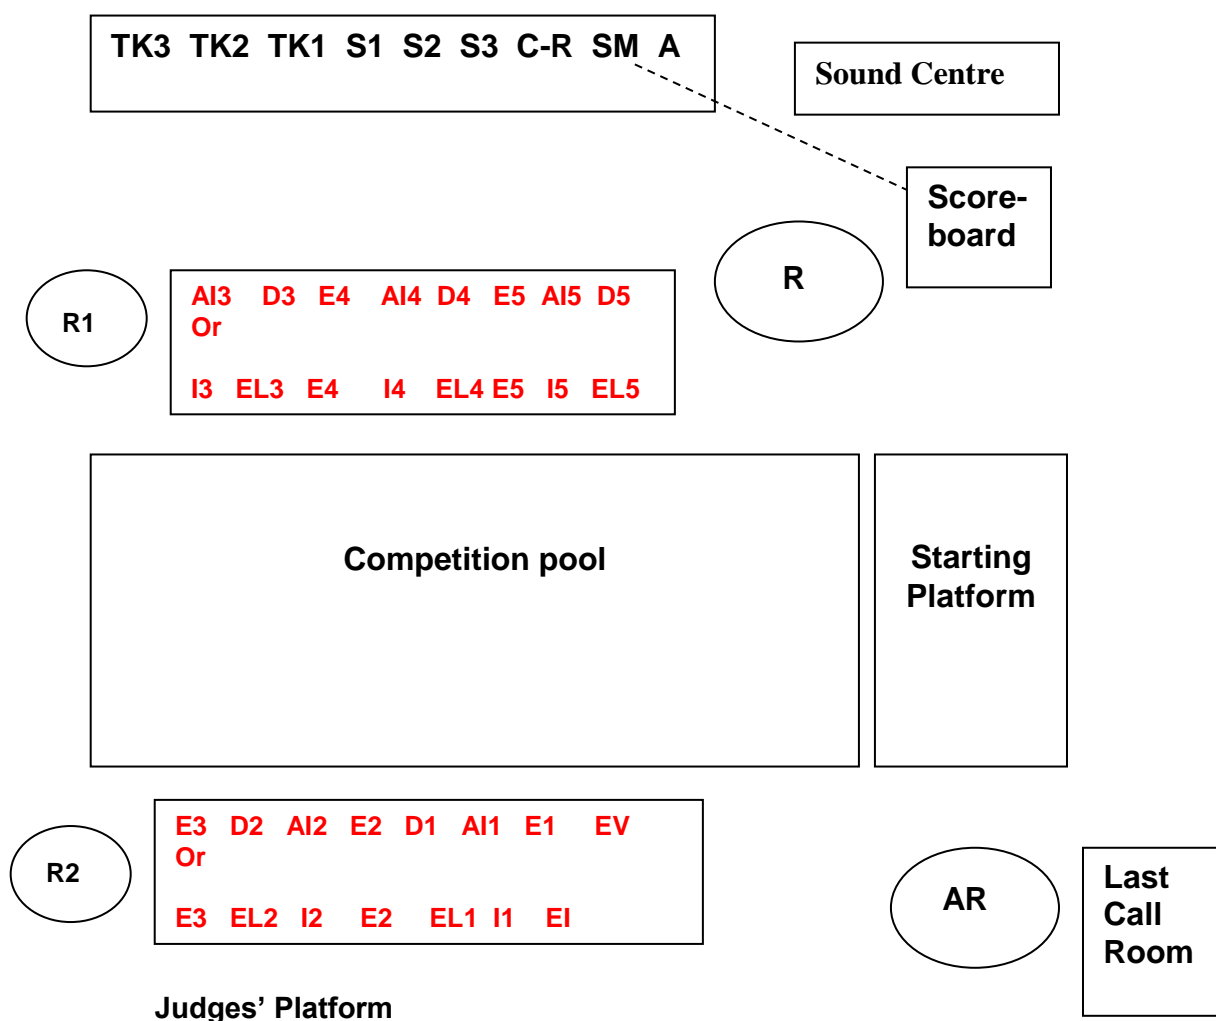 TK3 TK2 TK1 S1 S2 S3 C-R SM A
Sound Centre
Score-
board
R
R1
AI3 D3 E4 AI4 D4 E5 AI5 D5
Or
I3 EL3 E4 I4 EL4 E5 I5 EL5
Competition pool
Starting
Platform
R2
E3 D2 AI2 E2 D1 AI1 E1 EV
Or
E3 EL2 I2 E2 EL1 I1 EI
AR
Last
Call
Room
Judges’ Platform